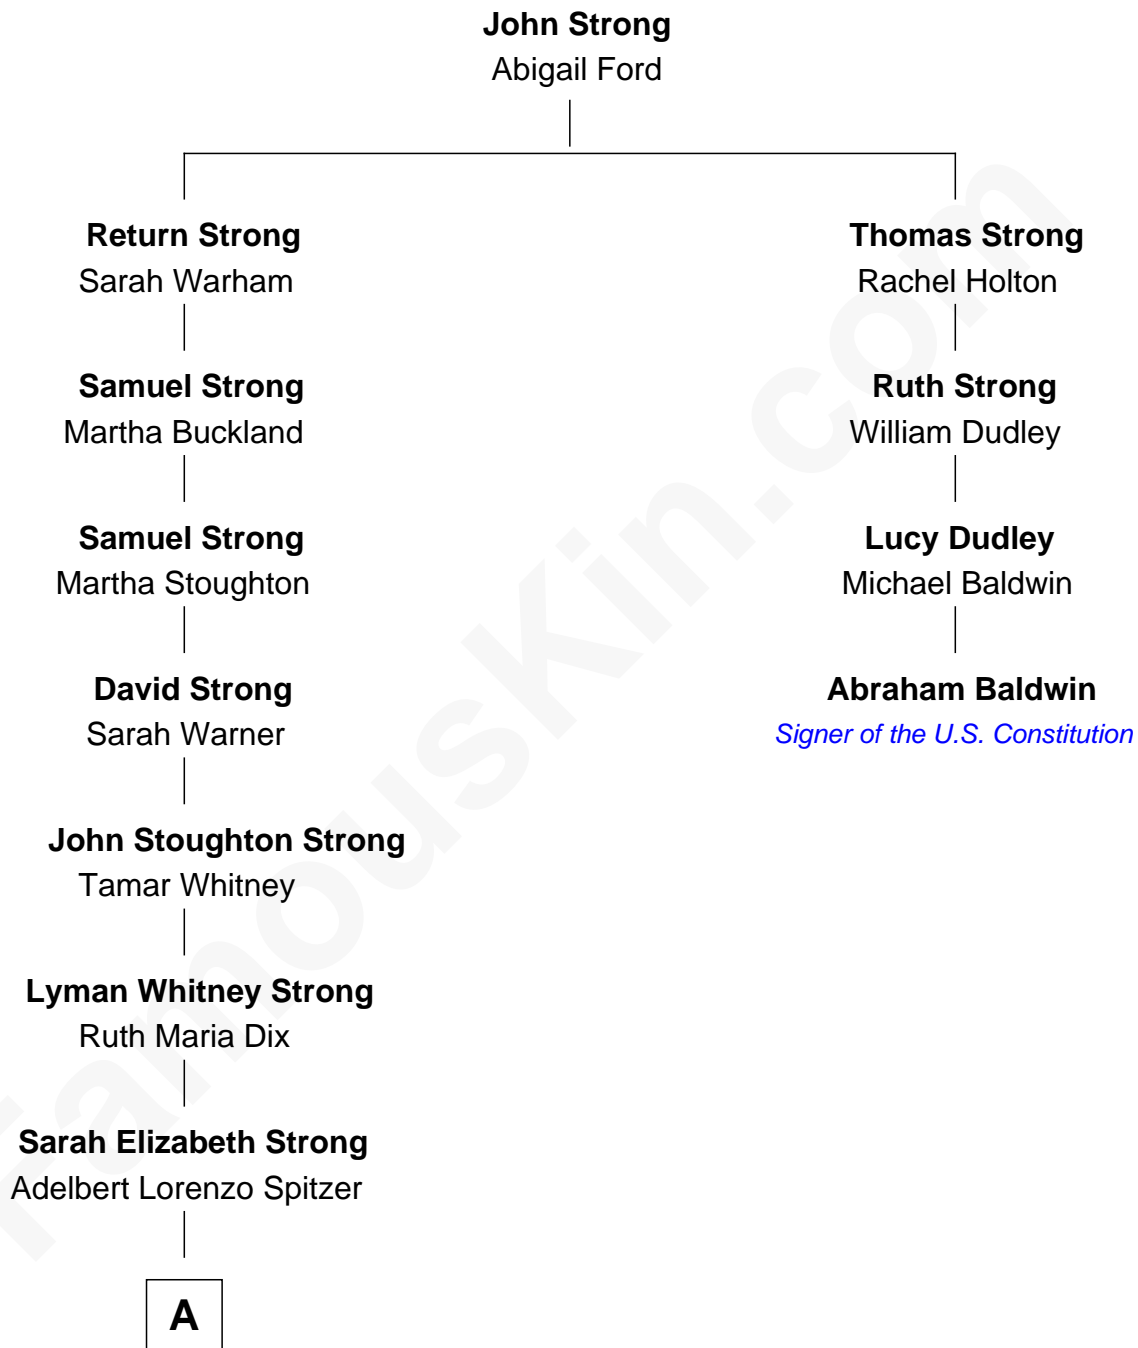 John Strong
Abigail Ford
Return Strong
Sarah Warham
Thomas Strong
Rachel Holton
Samuel Strong
Martha Buckland
Ruth Strong
William Dudley
Samuel Strong
Martha Stoughton
Lucy Dudley
Michael Baldwin
David Strong
Sarah Warner
Abraham Baldwin
Signer of the U.S. Constitution
John Stoughton Strong
Tamar Whitney
Lyman Whitney Strong
Ruth Maria Dix
Sarah Elizabeth Strong
Adelbert Lorenzo Spitzer
A
FamousKin.com